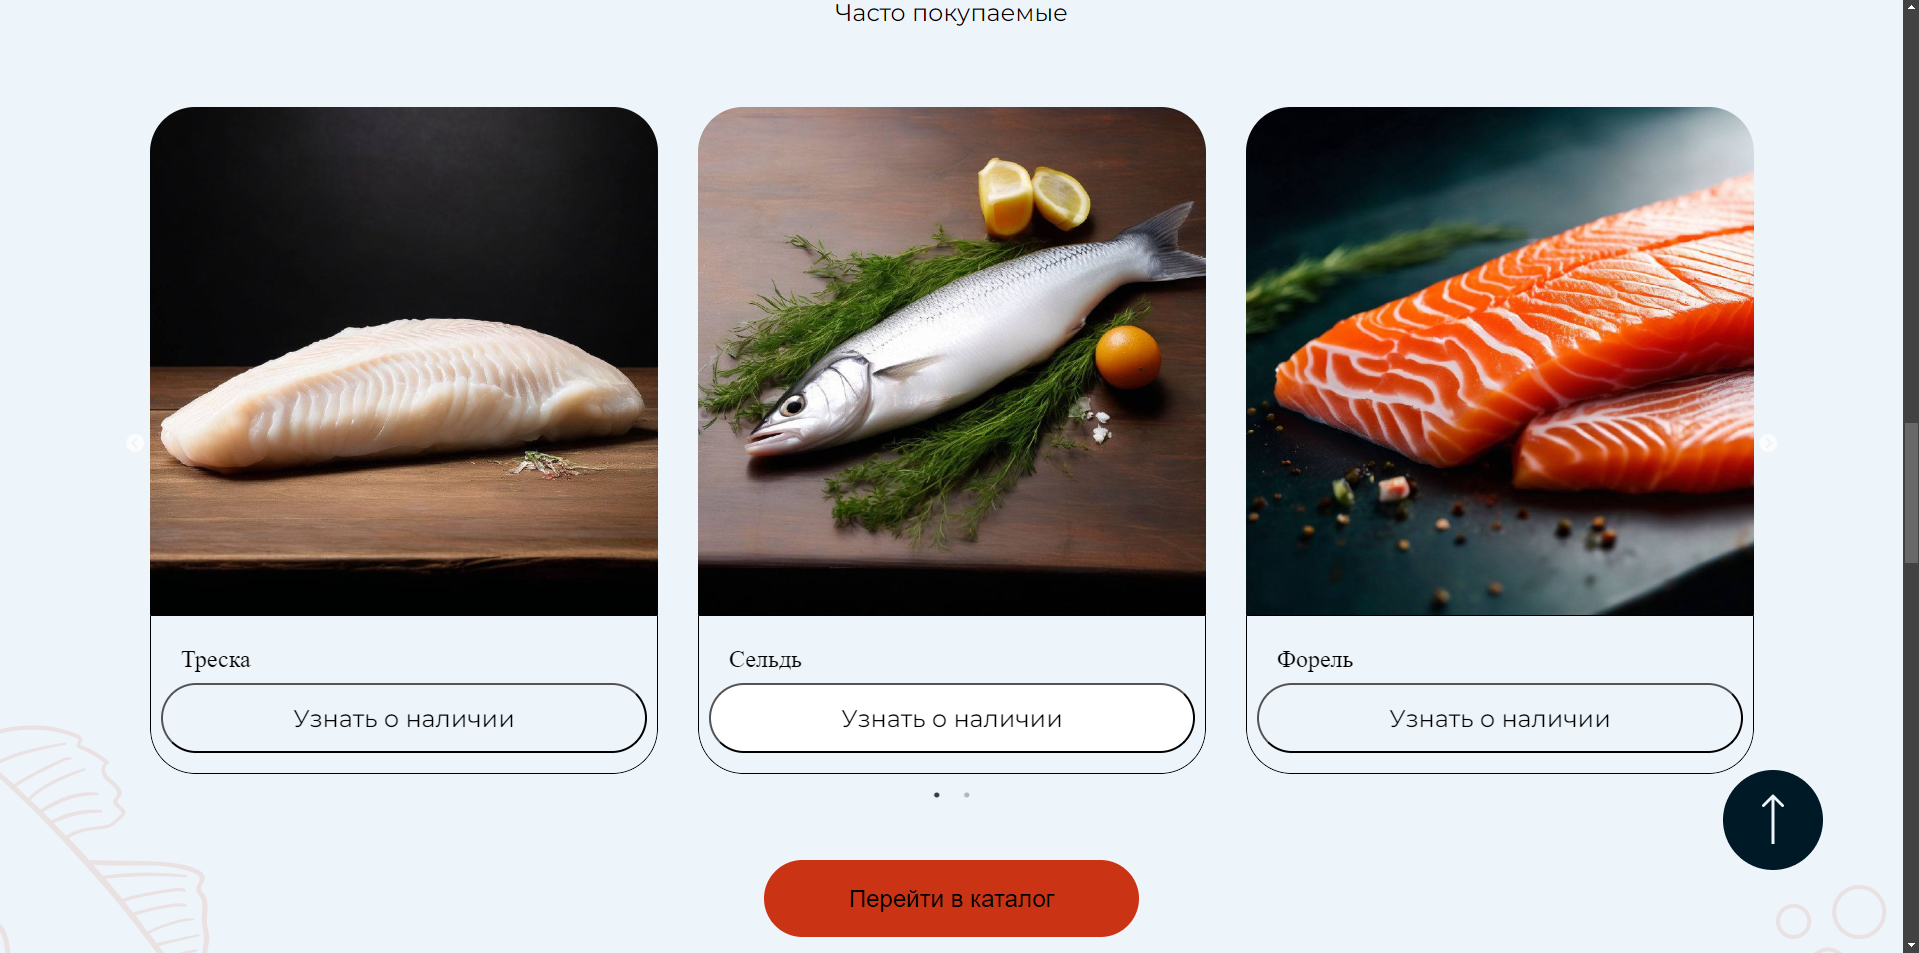 Часто покупаемые
Треска
Узнать о наличии
Сельдь
Узнать о наличии
Форель
Узнать о наличии
Перейти в каталог